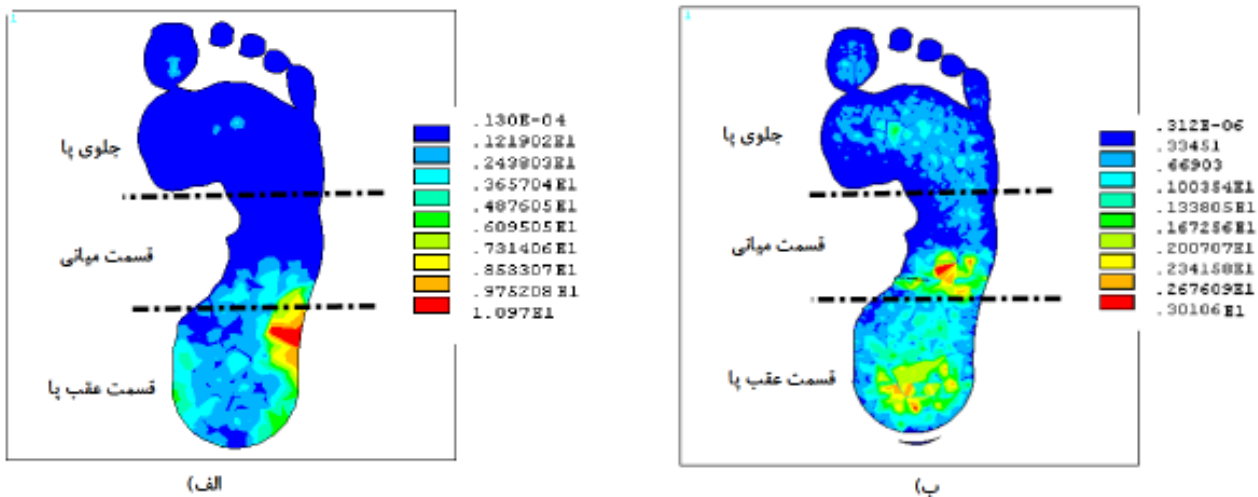 1
جلوی پا
قسمت میانی
قسمت عقب پا
.130E-04
.121902E1
.243803E1
.365704E1
.487605E1
.609505E1
.731406E1
.853307E1
.975208E1
1.097E1
الف)
1
جلوی پا
قسمت میانی
قسمت عقب پا
.312E-06
.33451
.66903
.100354E1
.133805E1
.167256E1
.200707E1
.234158E1
.267609E1
.30106E1
ب)